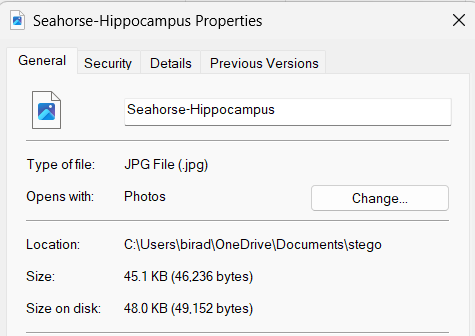 Seahorse-Hippocampus Properties
General Security Details Previous Versions
Seahorse-Hippocampus
Type of file: JPG File (.jpg)
Opens with: Photos Change...
Location: C:\Users\birad\OneDrive\Documents\stego
Size: 45.1 KB (46,236 bytes)
Size on disk: 48.0 KB (49,152 bytes)